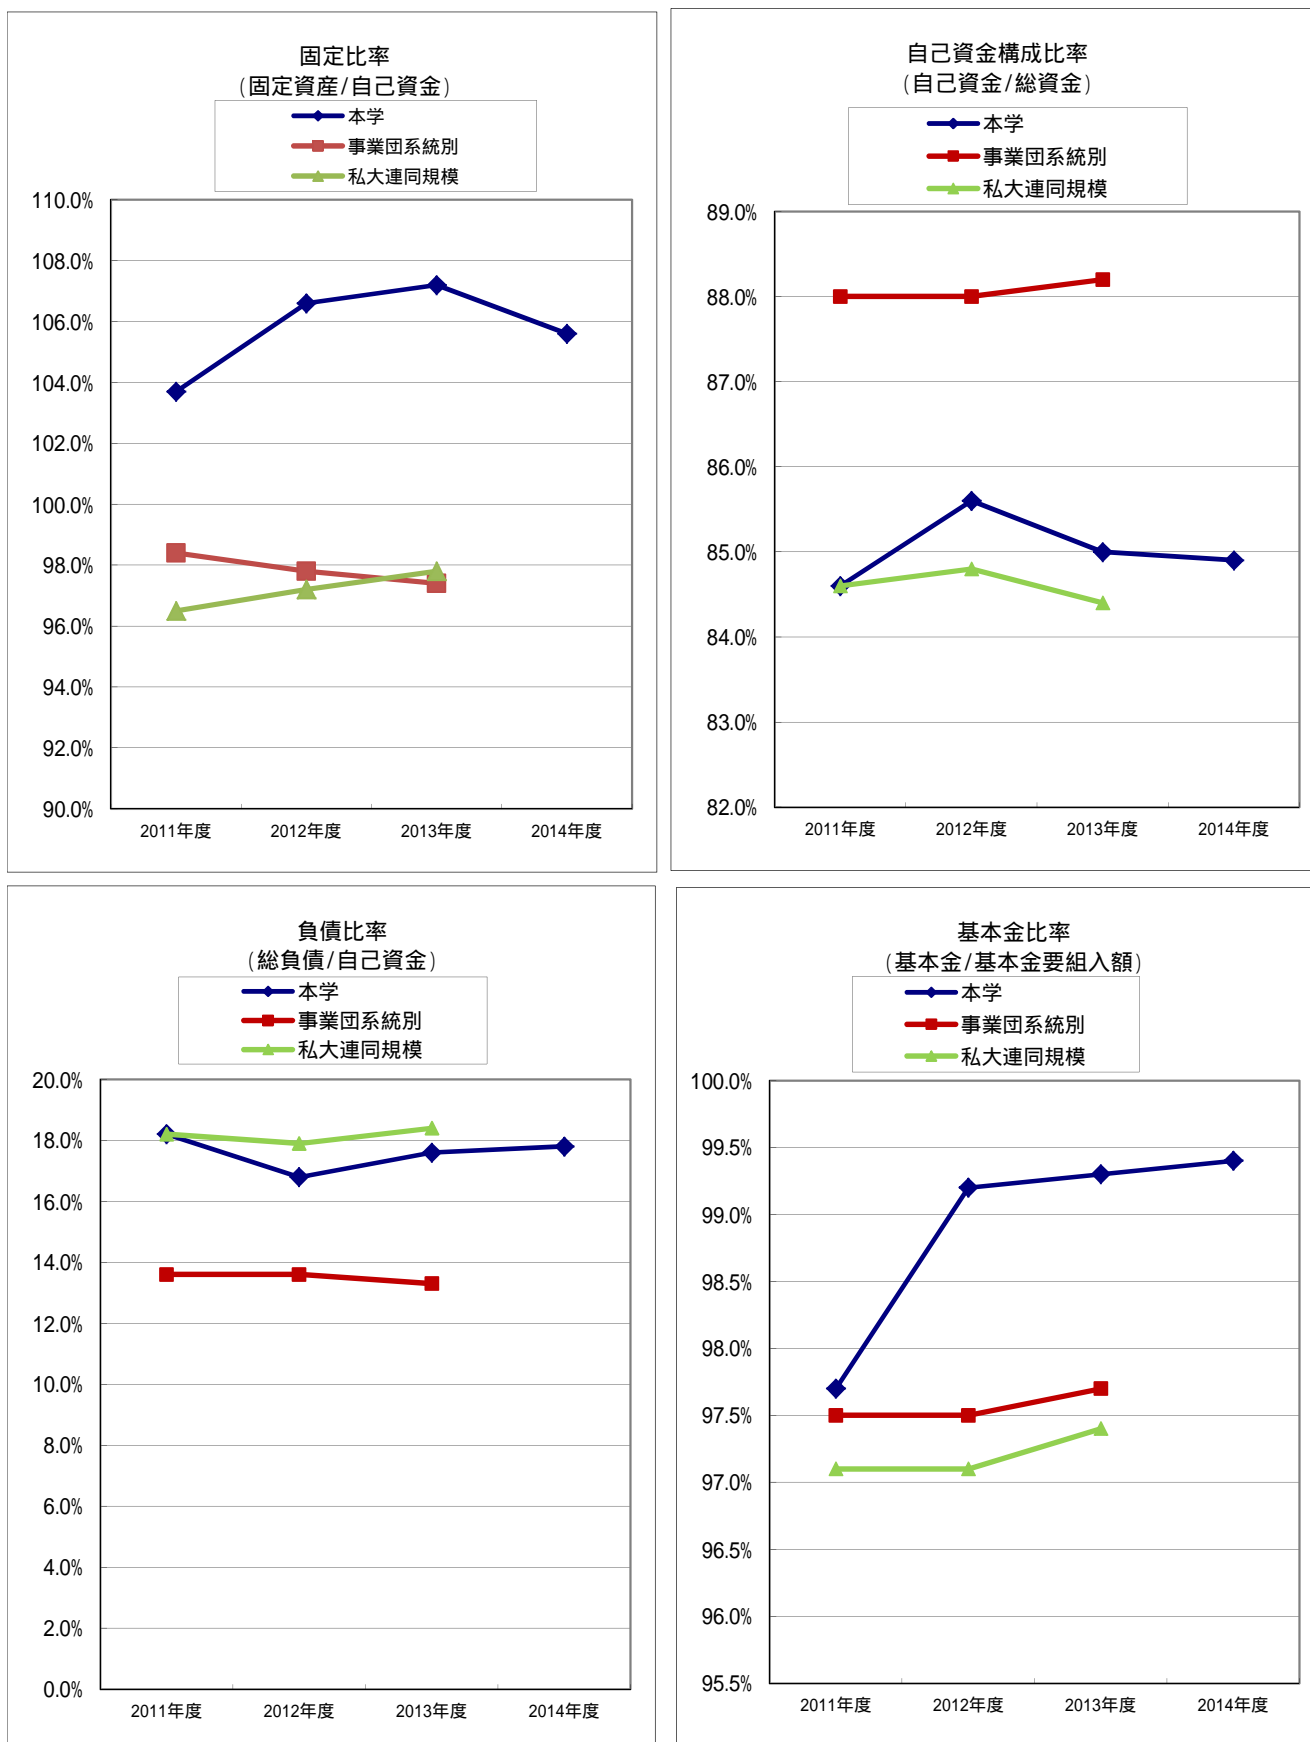 固定比率
(固定資産/自己資金)
本学
事業団系統別
私大連同規模
110.0%
108.0%
106.0%
104.0%
102.0%
100.0%
98.0%
96.0%
94.0%
92.0%
90.0%
2011年度 2012年度 2013年度 2014年度
自己資金構成比率
(自己資金/総資金)
本学
事業団系統別
私大連同規模
89.0%
88.0%
87.0%
86.0%
85.0%
84.0%
83.0%
82.0%
2011年度 2012年度 2013年度 2014年度
負債比率
(総負債/自己資金)
本学
事業団系統別
私大連同規模
20.0%
18.0%
16.0%
14.0%
12.0%
10.0%
8.0%
6.0%
4.0%
2.0%
0.0%
2011年度 2012年度 2013年度 2014年度
基本金比率
(基本金/基本金要組入額)
本学
事業団系統別
私大連同規模
100.0%
99.5%
99.0%
98.5%
98.0%
97.5%
97.0%
96.5%
96.0%
95.5%
2011年度 2012年度 2013年度 2014年度